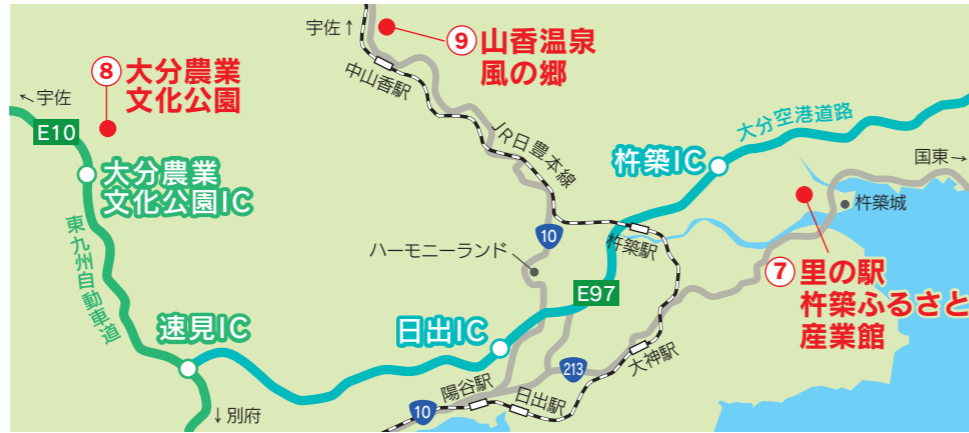 宇佐↑
⑨ 山香温泉
風の郷
⑧ 大分農業
文化公園
中山香駅
←宇佐
E10
大分空港道路
JR日豊本線
杵築IC
国東→
大分農業
文化公園IC
杵築城
東九州自動車道
10
杵築駅
ハーモニーランド
⑦ 里の駅
杵築ふるさと
産業館
E97
速見IC
日出IC
213
大神駅
陽谷駅
日出駅
10
↓別府